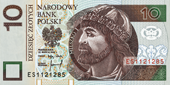 10
NARODOWY
BANK
POLSKI
10
DZIESIĘĆ ZŁOTYCH
ES1121285
ES1121285